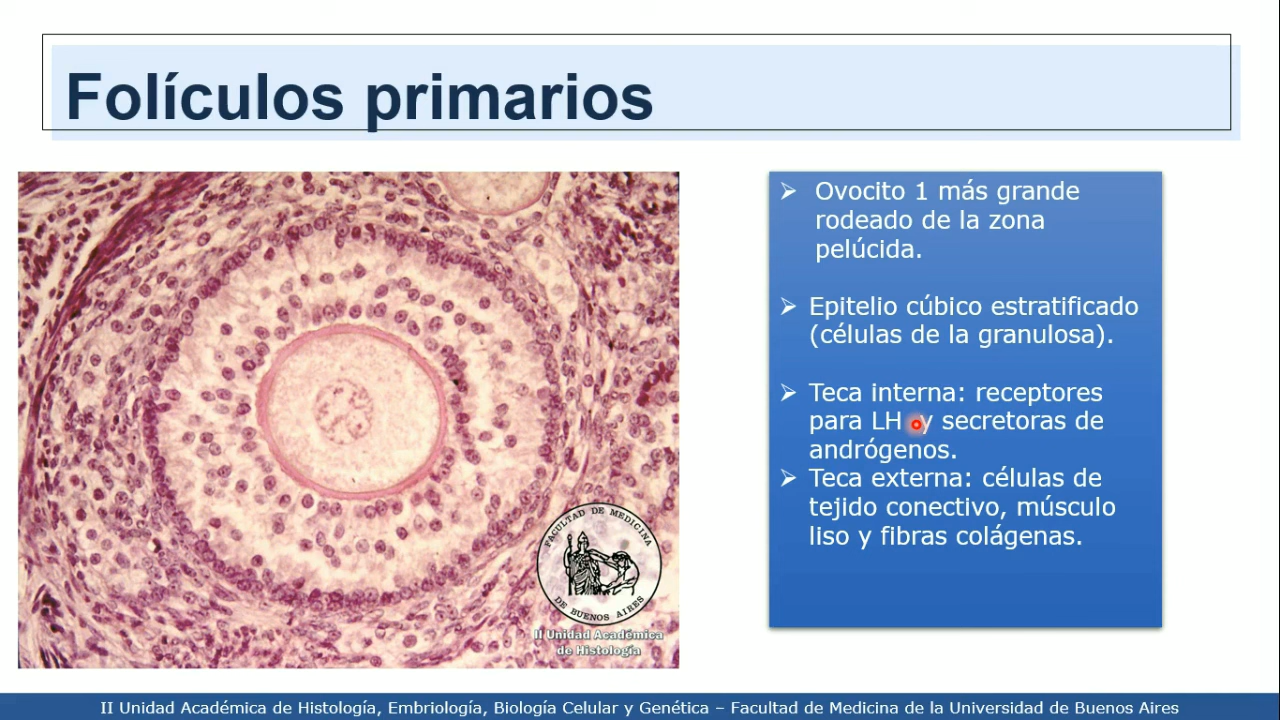 Folículos primarios
Ovocito 1 más grande
rodeado de la zona
pelúcida.
Epitelio cúbico estratificado
(células de la granulosa).
Teca interna: receptores
para LH y secretoras de
andrógenos.
Teca externa: células de
tejido conectivo, músculo
liso y fibras colágenas.
FACULTAD DE MEDICINA
DE BUENOS AIRES
II Unidad Académica
de Histología
II Unidad Académica de Histología, Embriología, Biología Celular y Genética – Facultad de Medicina de la Universidad de Buenos Aires